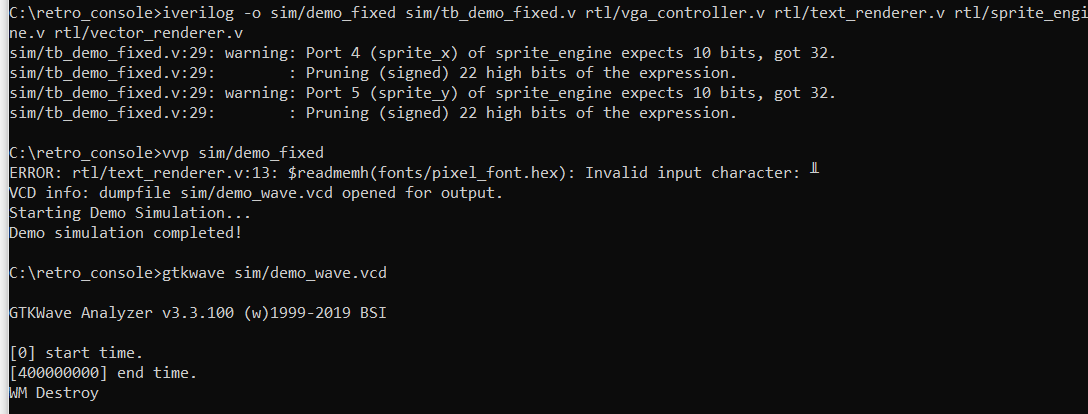 C:\retro_console>iverilog -o sim/demo_fixed sim/tb_demo_fixed.v rtl/vga_controller.v rtl/text_renderer.v rtl/sprite_engi
ne.v rtl/vector_renderer.v
sim/tb_demo_fixed.v:29: warning: Port 4 (sprite_x) of sprite_engine expects 10 bits, got 32.
sim/tb_demo_fixed.v:29:        : Pruning (signed) 22 high bits of the expression.
sim/tb_demo_fixed.v:29: warning: Port 5 (sprite_y) of sprite_engine expects 10 bits, got 32.
sim/tb_demo_fixed.v:29:        : Pruning (signed) 22 high bits of the expression.
C:\retro_console>vvp sim/demo_fixed
ERROR: rtl/text_renderer.v:13: $readmemh(fonts/pixel_font.hex): Invalid input character: ╨
VCD info: dumpfile sim/demo_wave.vcd opened for output.
Starting Demo Simulation...
Demo simulation completed!
C:\retro_console>gtkwave sim/demo_wave.vcd
GTKWave Analyzer v3.3.100 (w)1999-2019 BSI
[0] start time.
[400000000] end time.
WM Destroy